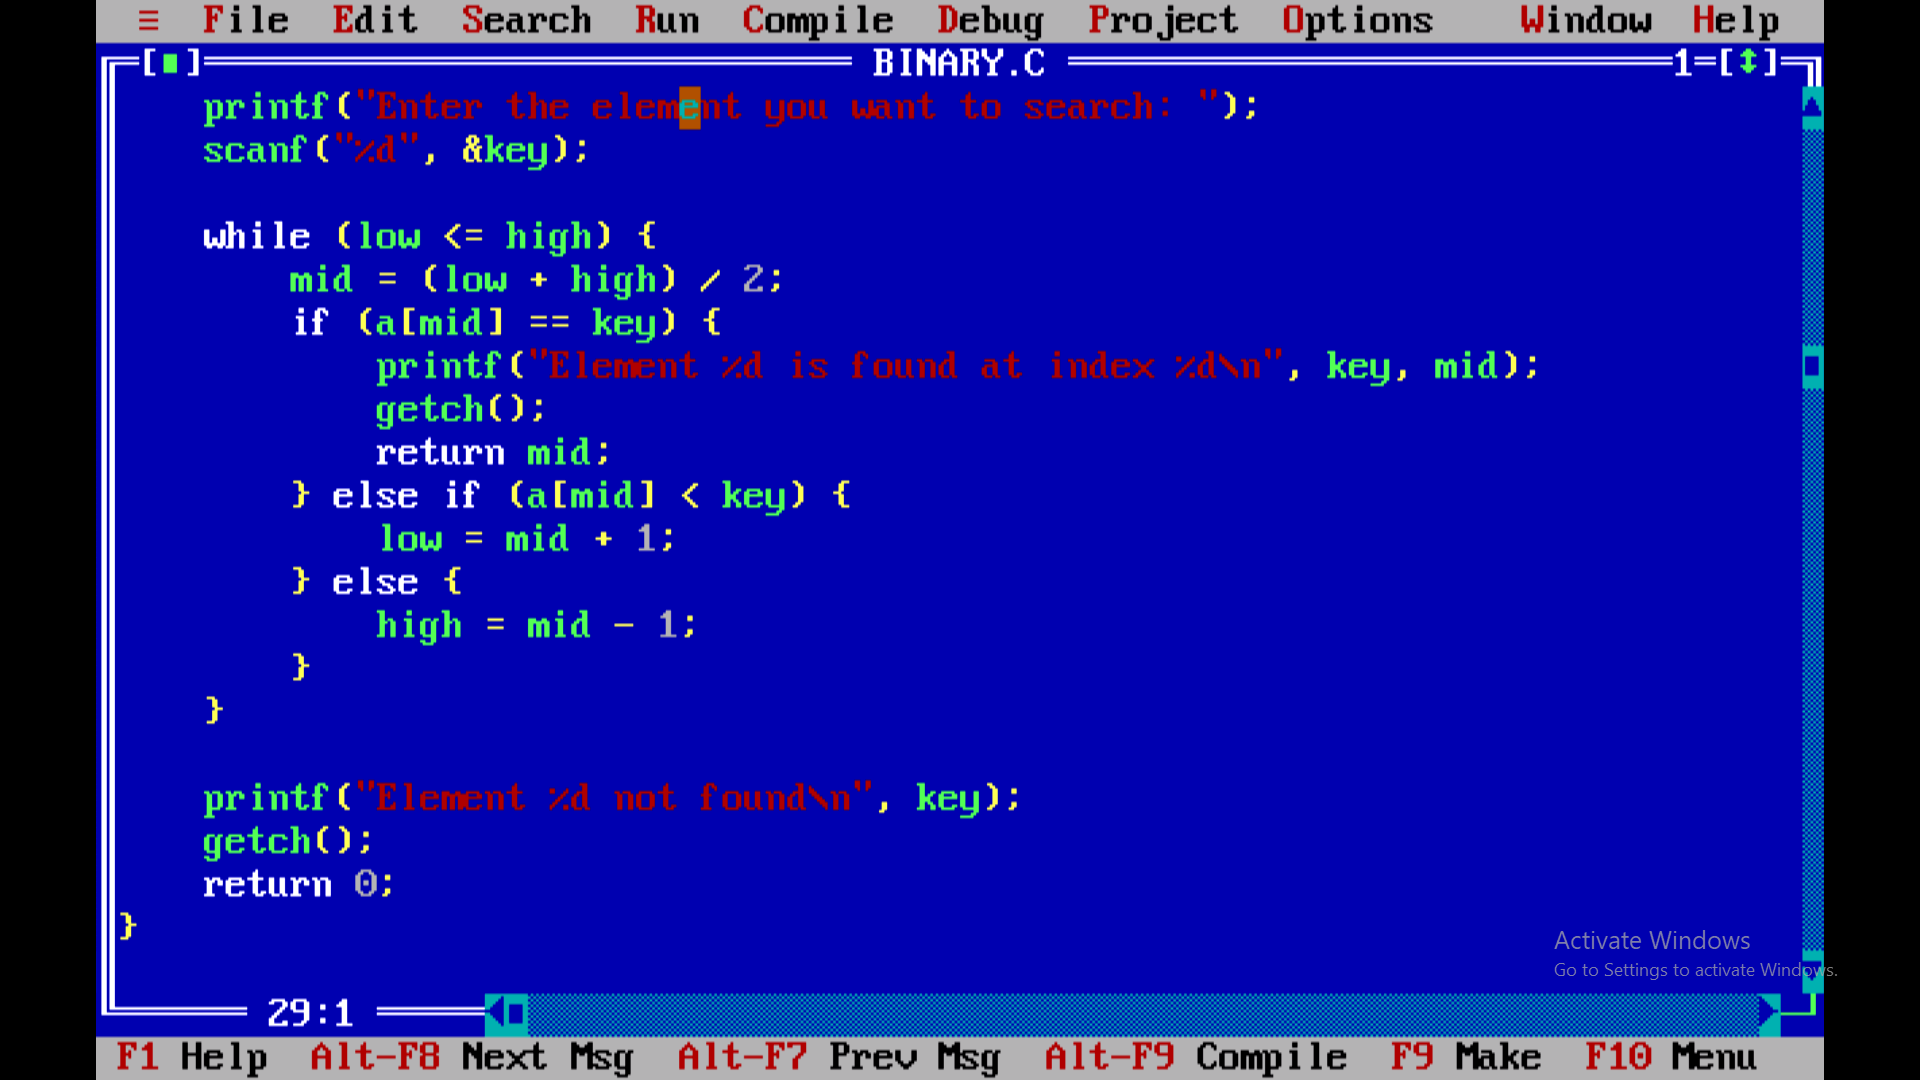 ≡ File Edit Search Run Compile Debug Project Options Window Help
[■] BINARY.C 1=[↕]
printf("Enter the element you want to search: ");
scanf("%d", &key);
while (low <= high) {
mid = (low + high) / 2;
if (a[mid] == key) {
printf("Element %d is found at index %d\n", key, mid);
getch();
return mid;
} else if (a[mid] < key) {
low = mid + 1;
} else {
high = mid - 1;
}
}
printf("Element %d not found\n", key);
getch();
return 0;
}
Activate Windows
Go to Settings to activate Windows.
29:1
F1 Help Alt-F8 Next Msg Alt-F7 Prev Msg Alt-F9 Compile F9 Make F10 Menu